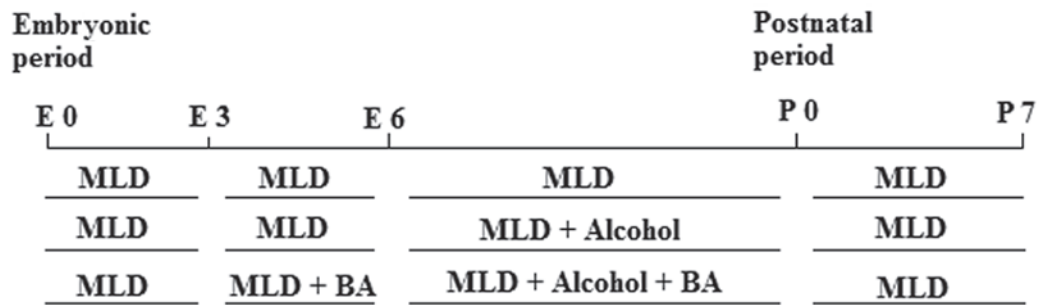 Embryonic period
Postnatal period
E 0 E 3 E 6 P 0 P 7
MLD MLD MLD MLD
MLD MLD MLD + Alcohol MLD
MLD MLD + BA MLD + Alcohol + BA MLD